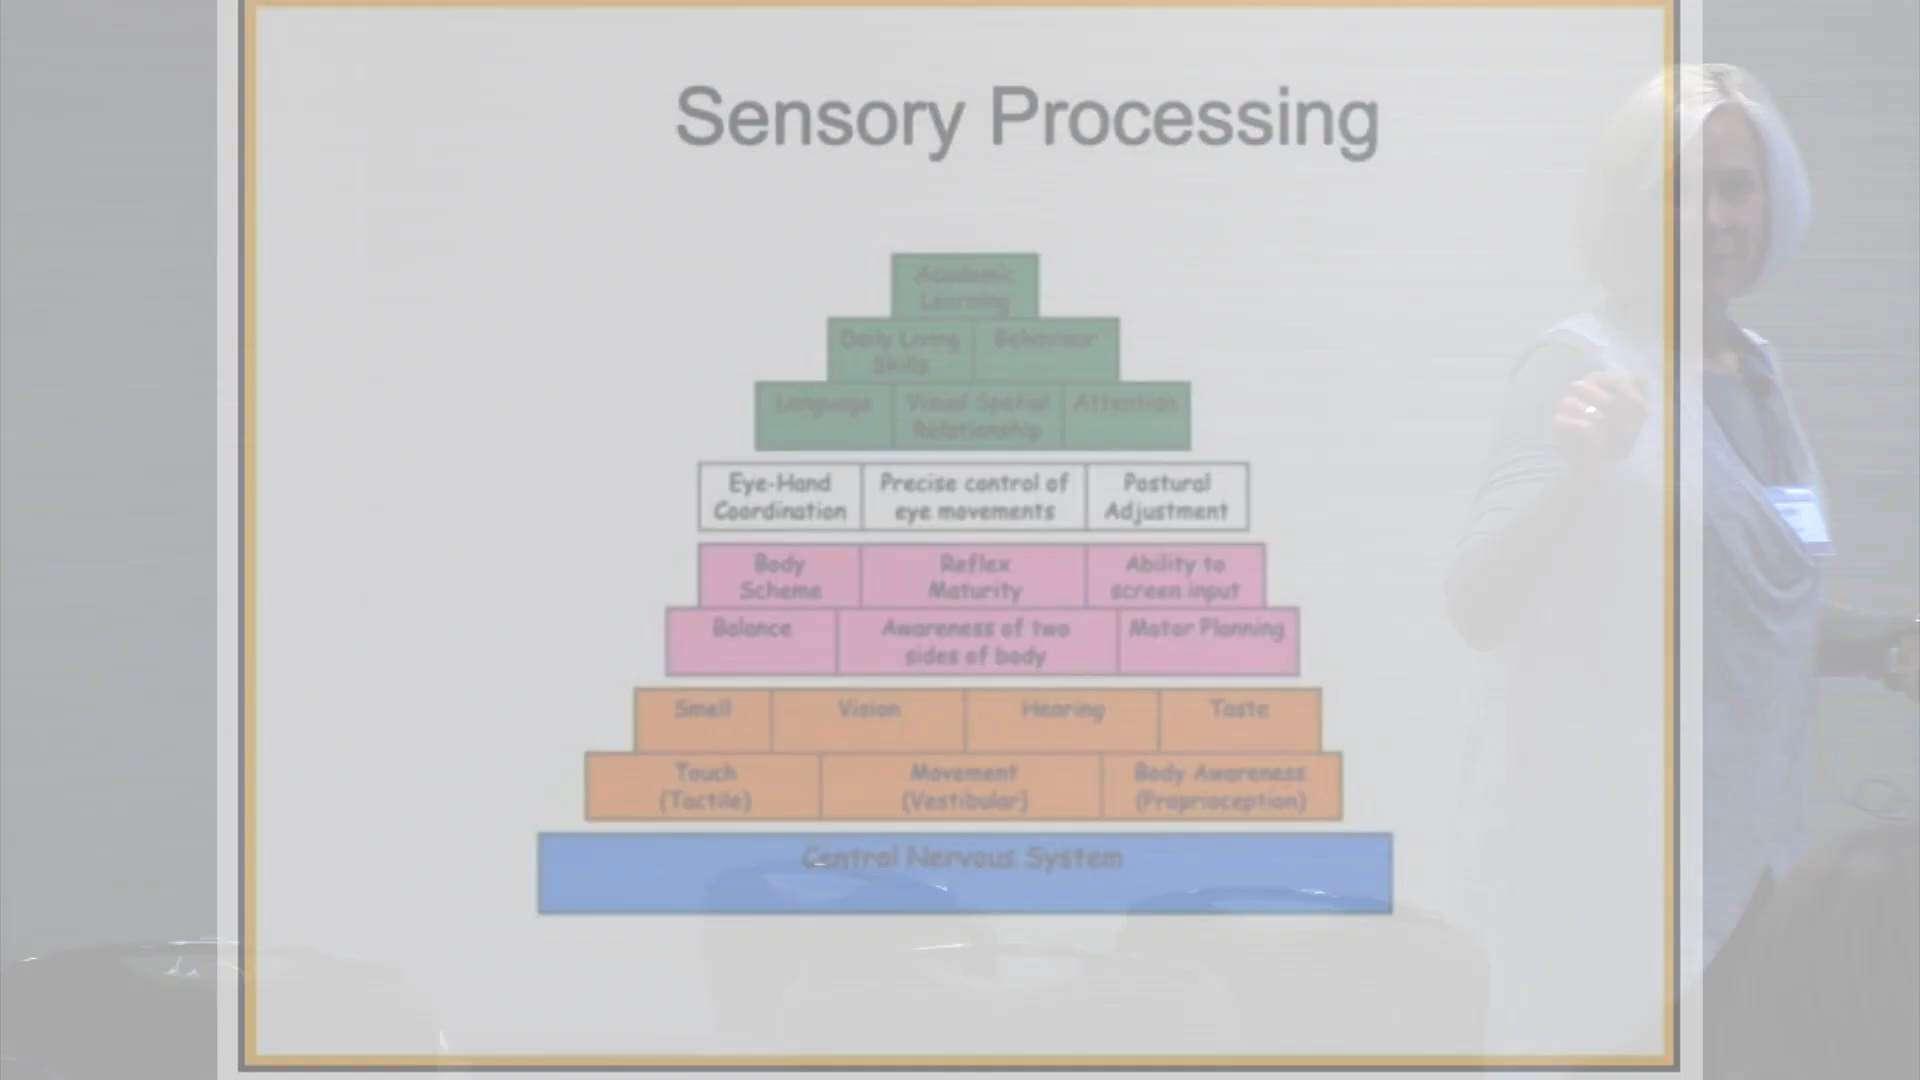 Sensory Processing
Academic
Learning
Daily Living
Skills
Behaviour
Language
Visual Spatial
Relationship
Attention
Eye-Hand
Coordination
Precise control of
eye movements
Postural
Adjustment
Body
Scheme
Reflex
Maturity
Ability to
screen input
Balance
Awareness of two
sides of body
Motor Planning
Smell
Vision
Hearing
Taste
Touch
(Tactile)
Movement
(Vestibular)
Body Awareness
(Proprioception)
Central Nervous System